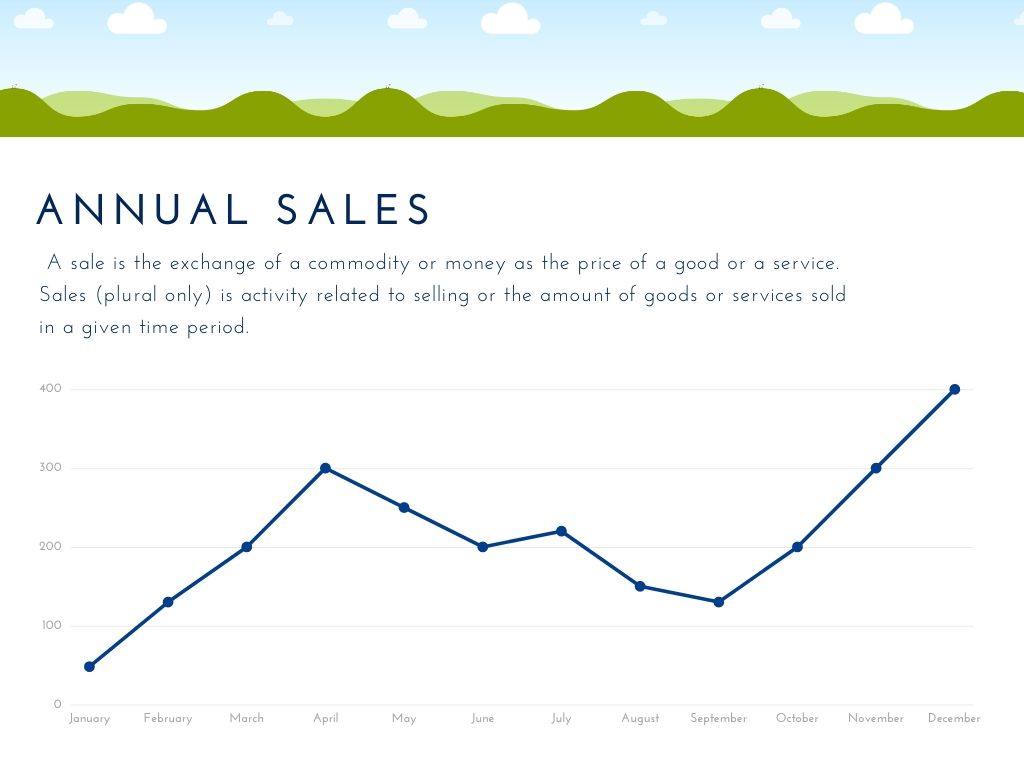 ANNUAL SALES
A sale is the exchange of a commodity or money as the price of a good or a service.
Sales (plural only) is activity related to selling or the amount of goods or services sold
in a given time period.
400
300
200
100
0
January February March April May June July August September October November December